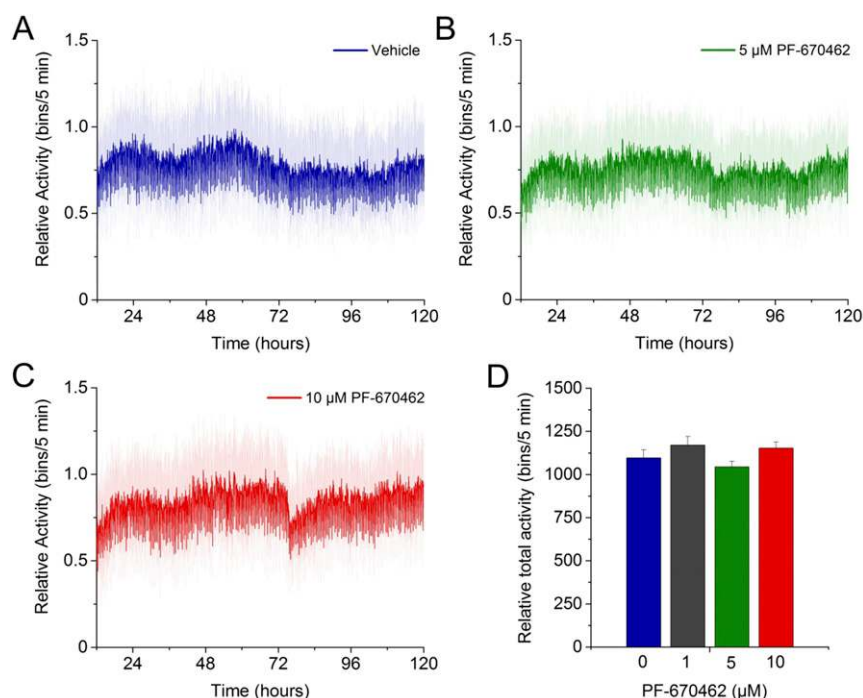 A
Relative Activity (bins/5 min)
1.5
1.0
0.5
0
Vehicle
24 48 72 96 120
Time (hours)
B
Relative Activity (bins/5 min)
1.5
1.0
0.5
0
5 µM PF-670462
24 48 72 96 120
Time (hours)
C
Relative Activity (bins/5 min)
1.5
1.0
0.5
0
10 µM PF-670462
24 48 72 96 120
Time (hours)
D
Relative total activity (bins/5 min)
1500
1250
1000
750
500
250
0
0 1 5 10
PF-670462 (µM)